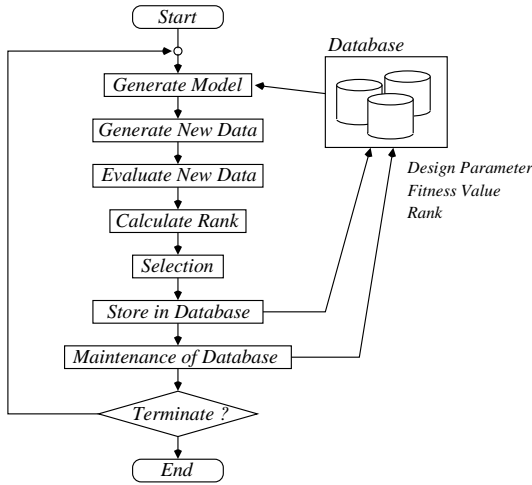 Start
Database
Generate Model
Generate New Data
Evaluate New Data
Design Parameter
Fitness Value
Rank
Calculate Rank
Selection
Store in Database
Maintenance of Database
Terminate ?
End